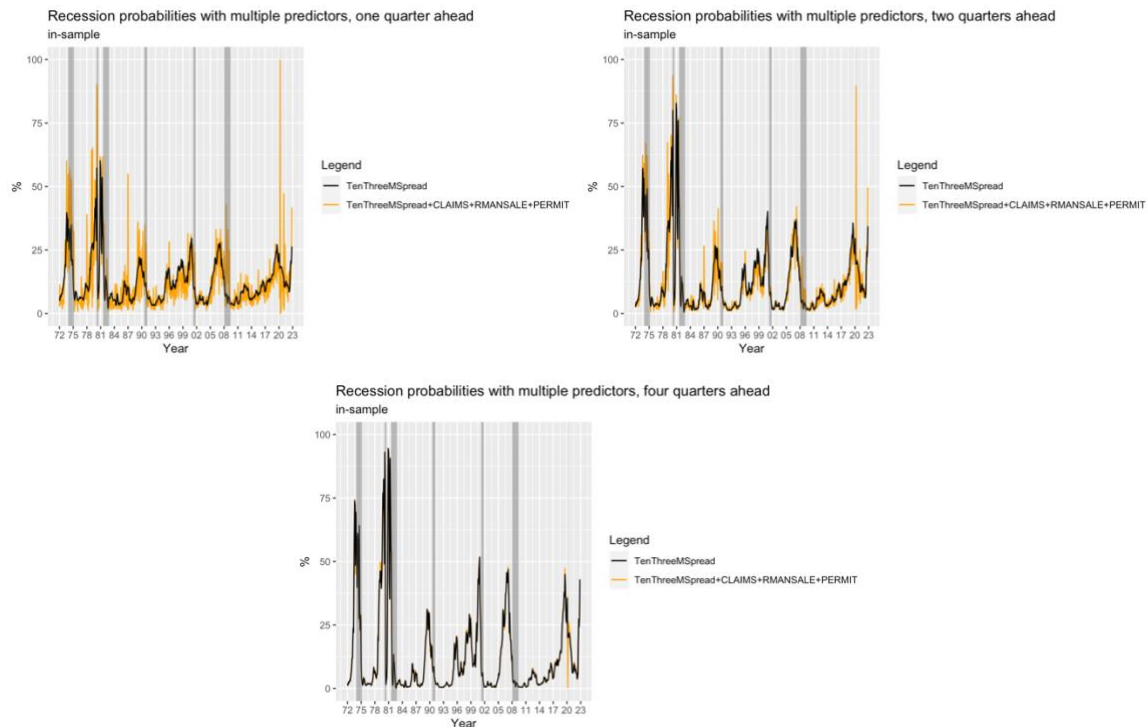 Recession probabilities with multiple predictors, one quarter ahead
in-sample
100
75
50
25
0
%
72 75 78 81 84 87 90 93 96 99 02 05 08 11 14 17 20 23
Year
Legend
TenThreeMSpread
TenThreeMSpread+CLAIMS+RMANSALE+PERMIT
Recession probabilities with multiple predictors, two quarters ahead
in-sample
100
75
50
25
0
%
72 75 78 81 84 87 90 93 96 99 02 05 08 11 14 17 20 23
Year
Legend
TenThreeMSpread
TenThreeMSpread+CLAIMS+RMANSALE+PERMIT
Recession probabilities with multiple predictors, four quarters ahead
in-sample
100
75
50
25
0
%
72 75 78 81 84 87 90 93 96 99 02 05 08 11 14 17 20 23
Year
Legend
TenThreeMSpread
TenThreeMSpread+CLAIMS+RMANSALE+PERMIT